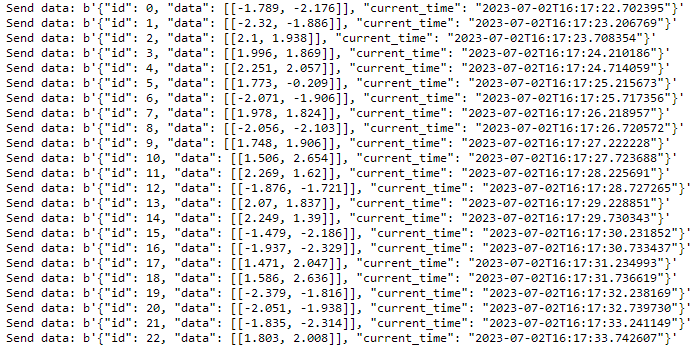 Send data: b'{"id": 0, "data": [[-1.789, -2.176]], "current_time": "2023-07-02T16:17:22.702395"}'
Send data: b'{"id": 1, "data": [[-2.32, -1.886]], "current_time": "2023-07-02T16:17:23.206769"}'
Send data: b'{"id": 2, "data": [[2.1, 1.938]], "current_time": "2023-07-02T16:17:23.708354"}'
Send data: b'{"id": 3, "data": [[1.996, 1.869]], "current_time": "2023-07-02T16:17:24.210186"}'
Send data: b'{"id": 4, "data": [[2.251, 2.057]], "current_time": "2023-07-02T16:17:24.714059"}'
Send data: b'{"id": 5, "data": [[1.773, -0.209]], "current_time": "2023-07-02T16:17:25.215673"}'
Send data: b'{"id": 6, "data": [[-2.071, -1.906]], "current_time": "2023-07-02T16:17:25.717356"}'
Send data: b'{"id": 7, "data": [[1.978, 1.824]], "current_time": "2023-07-02T16:17:26.218957"}'
Send data: b'{"id": 8, "data": [[-2.056, -2.103]], "current_time": "2023-07-02T16:17:26.720572"}'
Send data: b'{"id": 9, "data": [[1.748, 1.906]], "current_time": "2023-07-02T16:17:27.222228"}'
Send data: b'{"id": 10, "data": [[1.506, 2.654]], "current_time": "2023-07-02T16:17:27.723688"}'
Send data: b'{"id": 11, "data": [[2.269, 1.62]], "current_time": "2023-07-02T16:17:28.225691"}'
Send data: b'{"id": 12, "data": [[-1.876, -1.721]], "current_time": "2023-07-02T16:17:28.727265"}'
Send data: b'{"id": 13, "data": [[2.07, 1.837]], "current_time": "2023-07-02T16:17:29.228851"}'
Send data: b'{"id": 14, "data": [[2.249, 1.39]], "current_time": "2023-07-02T16:17:29.730343"}'
Send data: b'{"id": 15, "data": [[-1.479, -2.186]], "current_time": "2023-07-02T16:17:30.231852"}'
Send data: b'{"id": 16, "data": [[-1.937, -2.329]], "current_time": "2023-07-02T16:17:30.733437"}'
Send data: b'{"id": 17, "data": [[1.471, 2.047]], "current_time": "2023-07-02T16:17:31.234993"}'
Send data: b'{"id": 18, "data": [[1.586, 2.636]], "current_time": "2023-07-02T16:17:31.736619"}'
Send data: b'{"id": 19, "data": [[-2.379, -1.816]], "current_time": "2023-07-02T16:17:32.238169"}'
Send data: b'{"id": 20, "data": [[-2.051, -1.938]], "current_time": "2023-07-02T16:17:32.739730"}'
Send data: b'{"id": 21, "data": [[-1.835, -2.314]], "current_time": "2023-07-02T16:17:33.241149"}'
Send data: b'{"id": 22, "data": [[1.803, 2.008]], "current_time": "2023-07-02T16:17:33.742607"}'